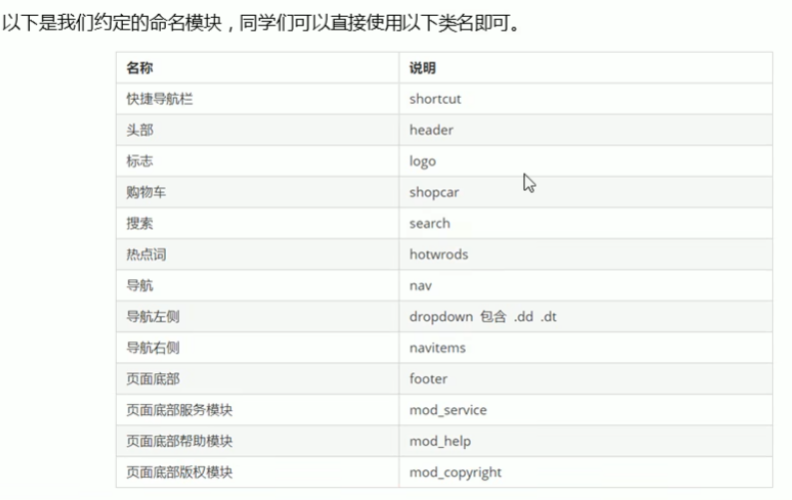 以下是我们约定的命名模块，同学们可以直接使用以下类名即可。
名称 说明
快捷导航栏 shortcut
头部 header
标志 logo
购物车 shopcar
搜索 search
热点词 hotwrods
导航 nav
导航左侧 dropdown 包含 .dd .dt
导航右侧 navitems
页面底部 footer
页面底部服务模块 mod_service
页面底部帮助模块 mod_help
页面底部版权模块 mod_copyright